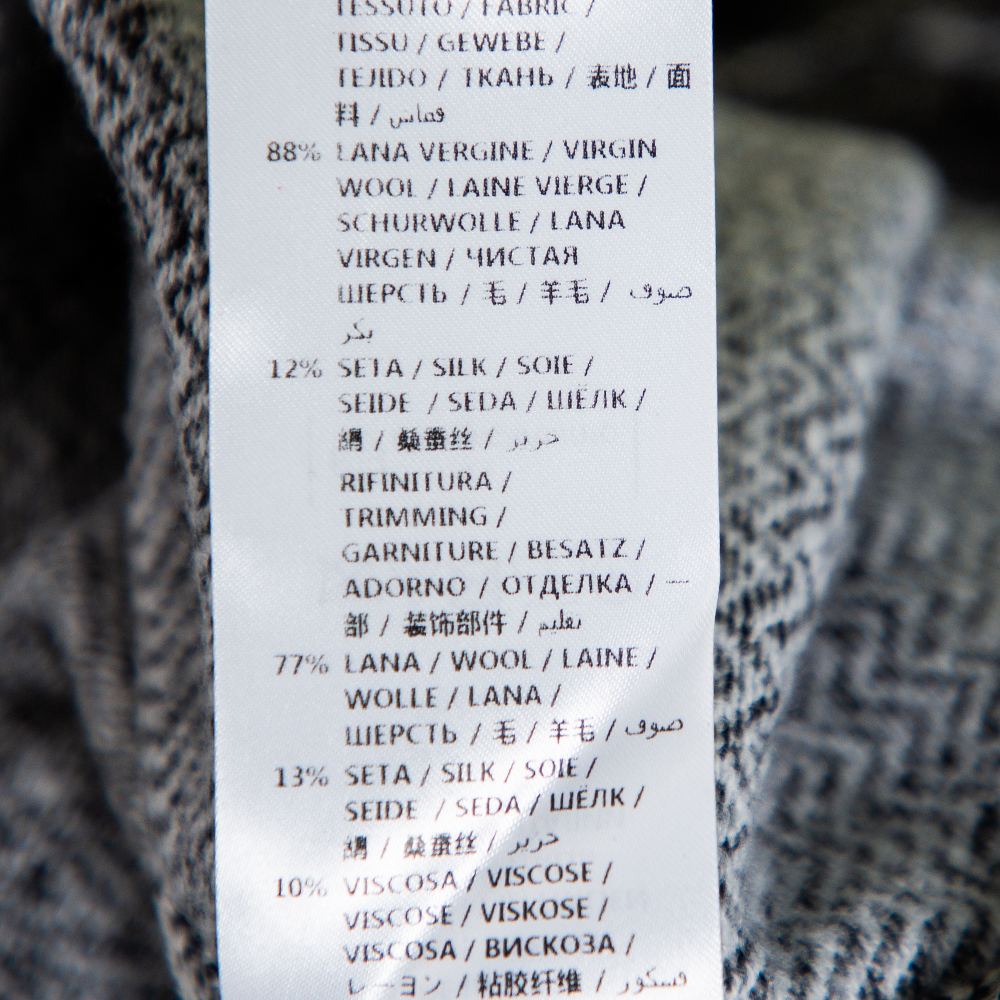 TESSUTO / FABRIC /
TISSU / GEWEBE /
TEJIDO / ТКАНЬ / 表地 / 面
料 / قماش
88% LANA VERGINE / VIRGIN
WOOL / LAINE VIERGE /
SCHURWOLLE / LANA
VIRGEN / ЧИСТАЯ
ШЕРСТЬ / 毛 / 羊毛 / صوف
بكر
12% SETA / SILK / SOIE /
SEIDE / SEDA / ШЁЛК /
絹 / 桑蚕丝 / حرير
RIFINITURA /
TRIMMING /
GARNITURE / BESATZ /
ADORNO / ОТДЕЛКА / 一
部 / 装饰部件 / تقليم
77% LANA / WOOL / LAINE /
WOLLE / LANA /
ШЕРСТЬ / 毛 / 羊毛 / صوف
13% SETA / SILK / SOIE /
SEIDE / SEDA / ШЁЛК /
絹 / 桑蚕丝 / حرير
10% VISCOSA / VISCOSE /
VISCOSE / VISKOSE /
VISCOSA / ВИСКОЗА /
レーヨン / 粘胶纤维 / فسكوز